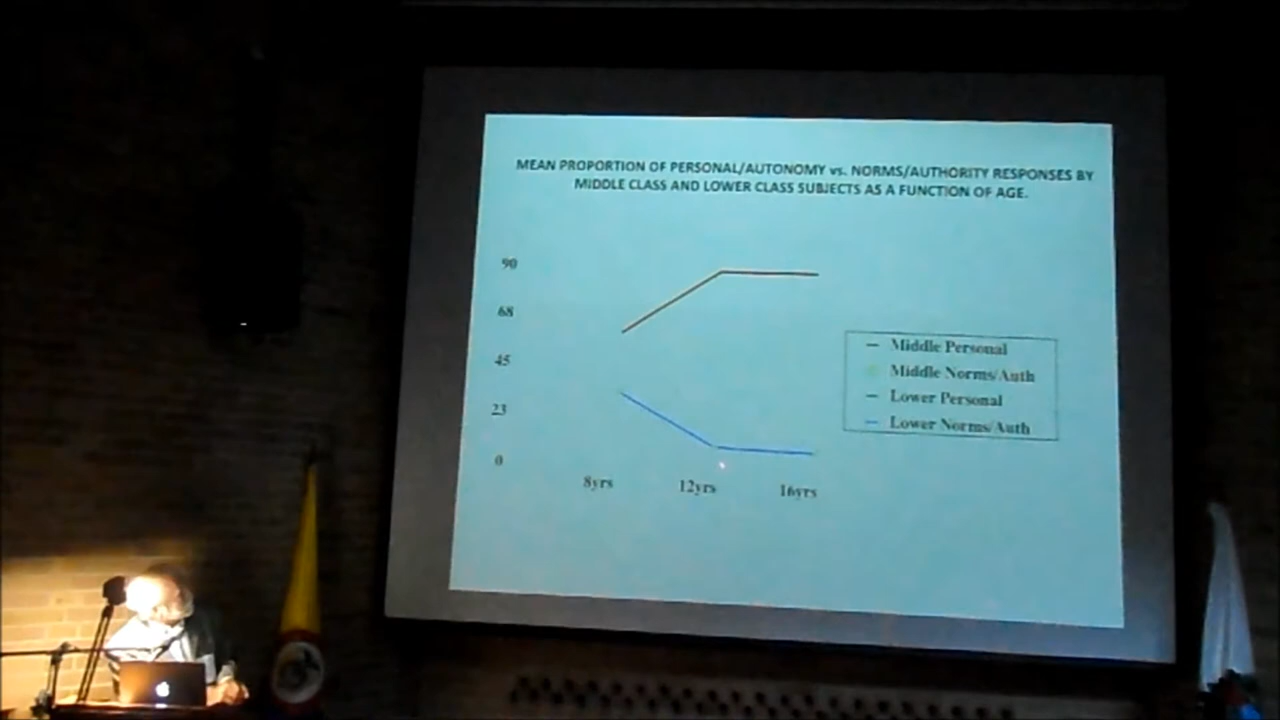 MEAN PROPORTION OF PERSONAL/AUTONOMY vs. NORMS/AUTHORITY RESPONSES BY
MIDDLE CLASS AND LOWER CLASS SUBJECTS AS A FUNCTION OF AGE.
90
68
45
23
0
8yrs
12yrs
16yrs
Middle Personal
Middle Norms/Auth
Lower Personal
Lower Norms/Auth